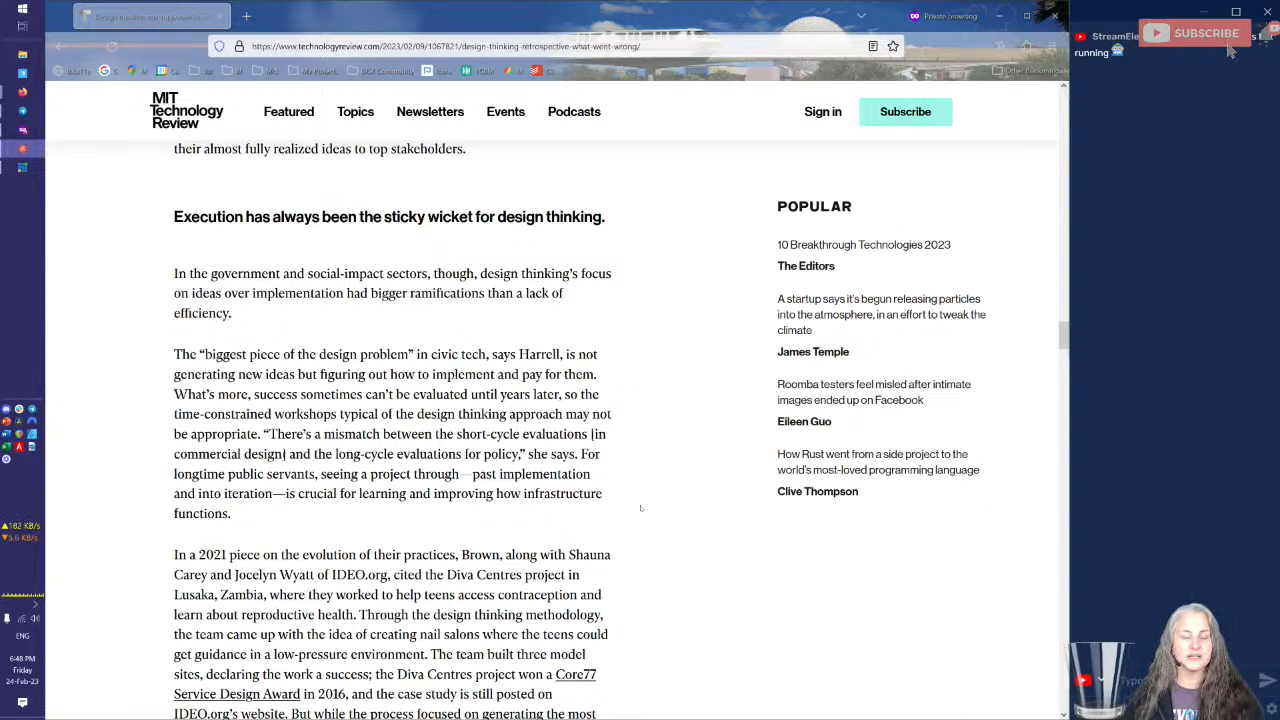 Private browsing
https://www.technologyreview.com/2023/02/09/1067821/design-thinking-retrospective-what-went-wrong/
Other Bookmarks
SUBSCRIBE
running
MIT
Technology
Review
Featured
Topics
Newsletters
Events
Podcasts
Sign in
Subscribe
their almost fully realized ideas to top stakeholders.
Execution has always been the sticky wicket for design thinking.
In the government and social-impact sectors, though, design thinking’s focus
on ideas over implementation had bigger ramifications than a lack of
efficiency.
The “biggest piece of the design problem” in civic tech, says Harrell, is not
generating new ideas but figuring out how to implement and pay for them.
What’s more, success sometimes can’t be evaluated until years later, so the
time-constrained workshops typical of the design thinking approach may not
be appropriate. “There’s a mismatch between the short-cycle evaluations [in
commercial design] and the long-cycle evaluations for policy,” she says. For
longtime public servants, seeing a project through—past implementation
and into iteration—is crucial for learning and improving how infrastructure
functions.
In a 2021 piece on the evolution of their practices, Brown, along with Shauna
Carey and Jocelyn Wyatt of IDEO.org, cited the Diva Centres project in
Lusaka, Zambia, where they worked to help teens access contraception and
learn about reproductive health. Through the design thinking methodology,
the team came up with the idea of creating nail salons where the teens could
get guidance in a low-pressure environment. The team built three model
sites, declaring the work a success; the Diva Centres project won a Core77
Service Design Award in 2016, and the case study is still posted on
IDEO.org’s website. But while the process focused on generating the most
POPULAR
10 Breakthrough Technologies 2023
The Editors
A startup says it’s begun releasing particles
into the atmosphere, in an effort to tweak the
climate
James Temple
Roomba testers feel misled after intimate
images ended up on Facebook
Eileen Guo
How Rust went from a side project to the
world’s most-loved programming language
Clive Thompson
182 KB/s
5.6 KB/s
ENG
6:48 PM
Friday
24-Feb-23